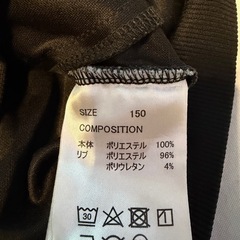 SIZE 150
COMPOSITION
本体 ポリエステル 100%
リブ ポリエステル 96%
ポリウレタン 4%
30